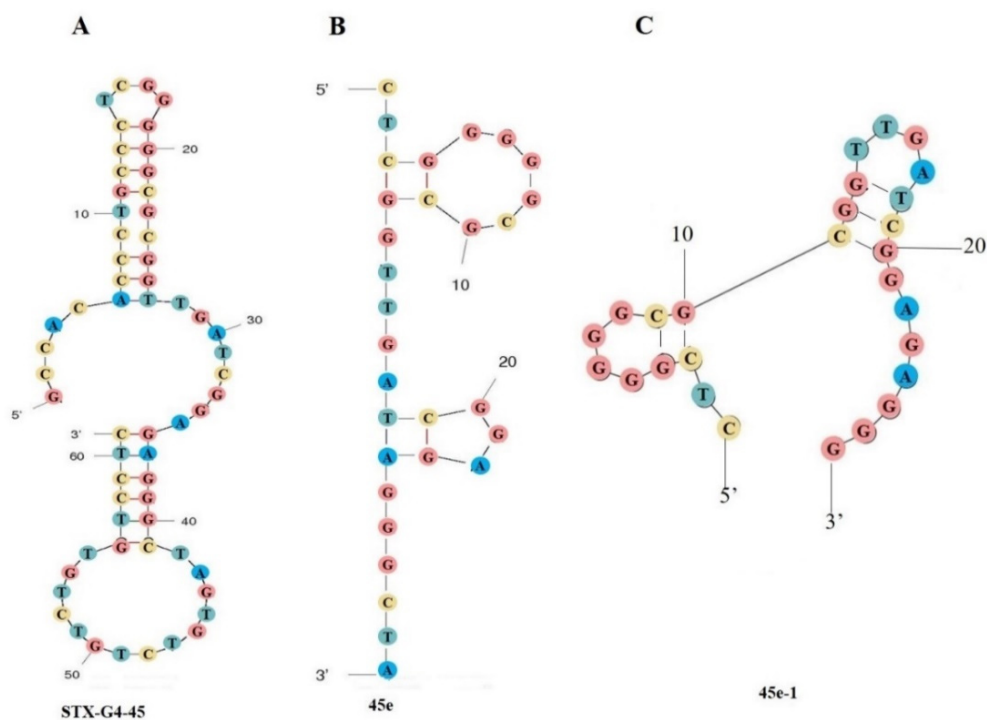 A
B
C
C G
T G
C G
C G 20
C G
G C
10 T G
C C
C G
C G
A T T G 30
C A
A T
C C
C G
G G
5' A
3' C G
60 T A
C G
C G
T G 40
T G C T
G A
T G
C T
T G
G T C T
50
STX-G4-45
5' C
T
C G G G G
G C G
G G C
T 10
T
G
A 20
T C G
A G A G
G
G
G
C
T
A
3'
45e
T T G
G A
G T
C C
10 G 20
G C G G
G C A
G G G T G
C A
5' G
G
G
3'
45e-1